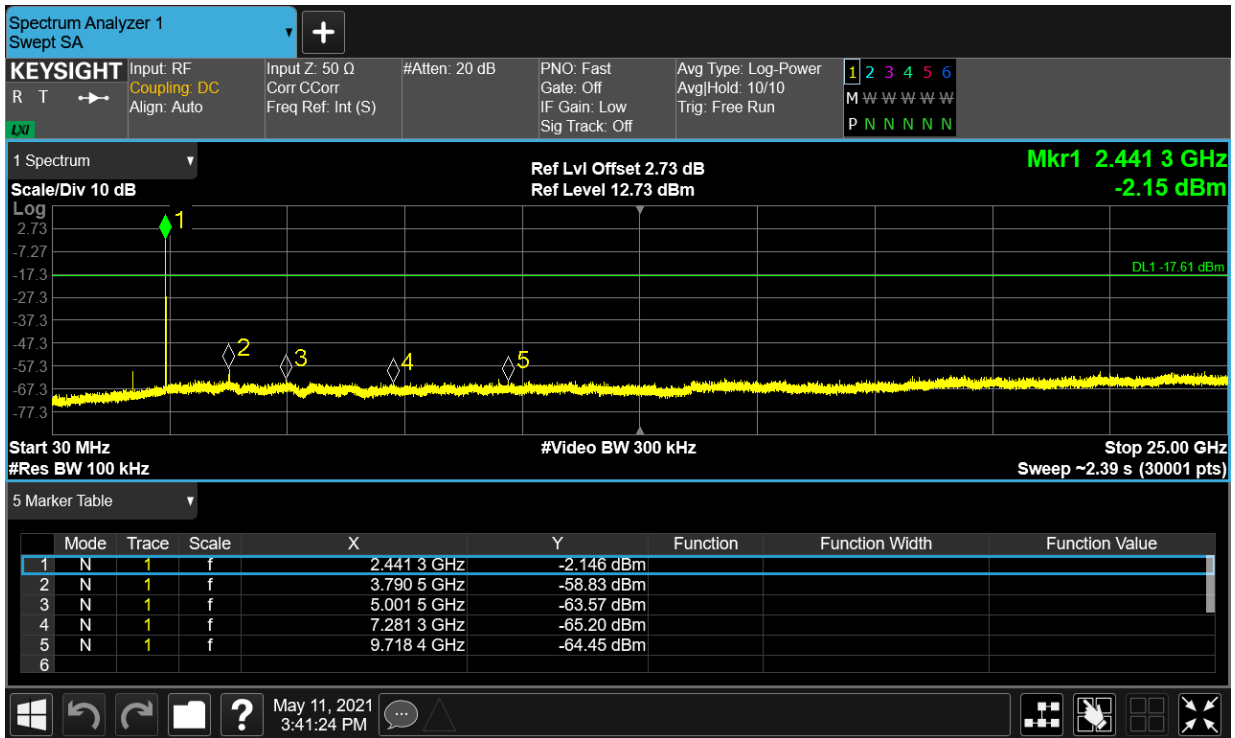 Spectrum Analyzer 1
Swept SA
+
KEYSIGHT
R T
LXI
Input: RF
Coupling: DC
Align: Auto
Input Z: 50 Ω
Corr CCorr
Freq Ref: Int (S)
#Atten: 20 dB
PNO: Fast
Gate: Off
IF Gain: Low
Sig Track: Off
Avg Type: Log-Power
Avg|Hold: 10/10
Trig: Free Run
1 2 3 4 5 6
M W W W W W
P N N N N N
1 Spectrum
Scale/Div 10 dB
Ref Lvl Offset 2.73 dB
Ref Level 12.73 dBm
Mkr1 2.441 3 GHz
-2.15 dBm
Log
2.73
-7.27
-17.3
-27.3
-37.3
-47.3
-57.3
-67.3
-77.3
1
2
3
4
5
DL1 -17.61 dBm
Start 30 MHz
#Video BW 300 kHz
Stop 25.00 GHz
#Res BW 100 kHz
Sweep ~2.39 s (30001 pts)
5 Marker Table
Mode Trace Scale X Y Function Function Width Function Value
1 N 1 f 2.441 3 GHz -2.146 dBm
2 N 1 f 3.790 5 GHz -58.83 dBm
3 N 1 f 5.001 5 GHz -63.57 dBm
4 N 1 f 7.281 3 GHz -65.20 dBm
5 N 1 f 9.718 4 GHz -64.45 dBm
6
?
May 11, 2021
3:41:24 PM